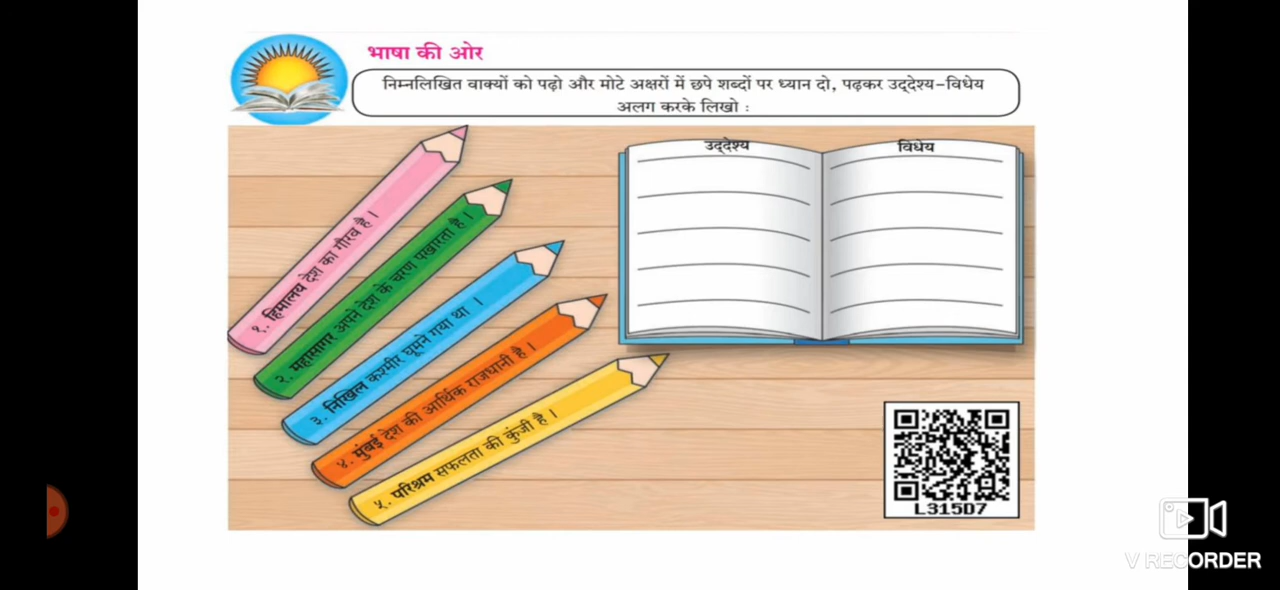 भाषा की ओर
निम्नलिखित वाक्यों को पढ़ो और मोटे अक्षरों में छपे शब्दों पर ध्यान दो, पढ़कर उद्देश्य-विधेय
अलग करके लिखो :
१. हिमालय देश का गौरव है ।
२. महासागर अपने देश के चरण पखारता है ।
३. निखिल कश्मीर घूमने गया था ।
४. मुंबई देश की आर्थिक राजधानी है ।
५. परिश्रम सफलता की कुंजी है ।
उद्देश्य
विधेय
L315D7
V RECORDER